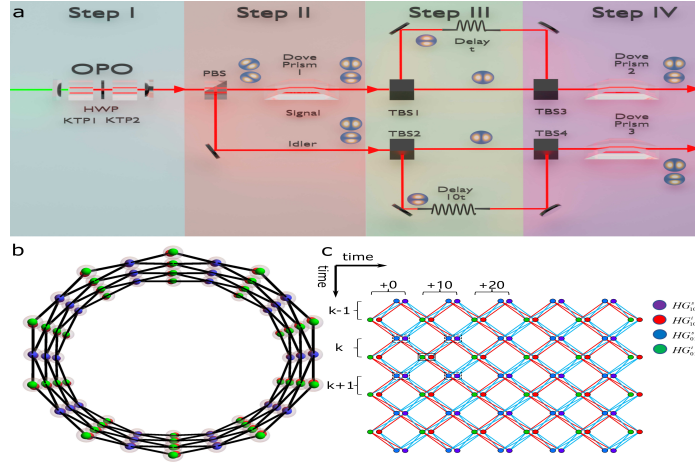 a
Step I
Step II
Step III
Step IV
OPO
HWP
KTP1
KTP2
PBS
Dove
Prism
1
Signal
Idler
Delay
t
TBS1
TBS2
TBS3
TBS4
Delay
10t
Dove
Prism
2
Dove
Prism
3
b
c
time
time
+0
+10
+20
k-1
k
k+1